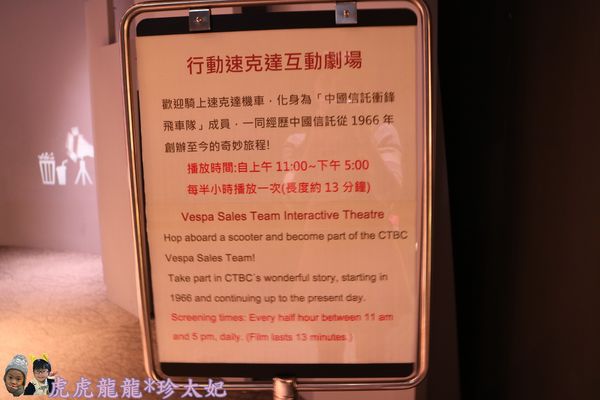 行動速克達互動劇場
歡迎騎上速克達機車，化身為「中國信託衝鋒
飛車隊」成員，一同經歷中國信託從 1966 年
創辦至今的奇妙旅程!
播放時間:自上午 11:00~下午 5:00
每半小時播放一次(長度約 13 分鐘)
Vespa Sales Team Interactive Theatre
Hop aboard a scooter and become part of the CTBC
Vespa Sales Team!
Take part in CTBC`s wonderful story, starting in
1966 and continuing up to the present day.
Screening times: Every half hour between 11 am
and 5 pm, daily. (Film lasts 13 minutes.)
虎虎龍龍*珍太妃